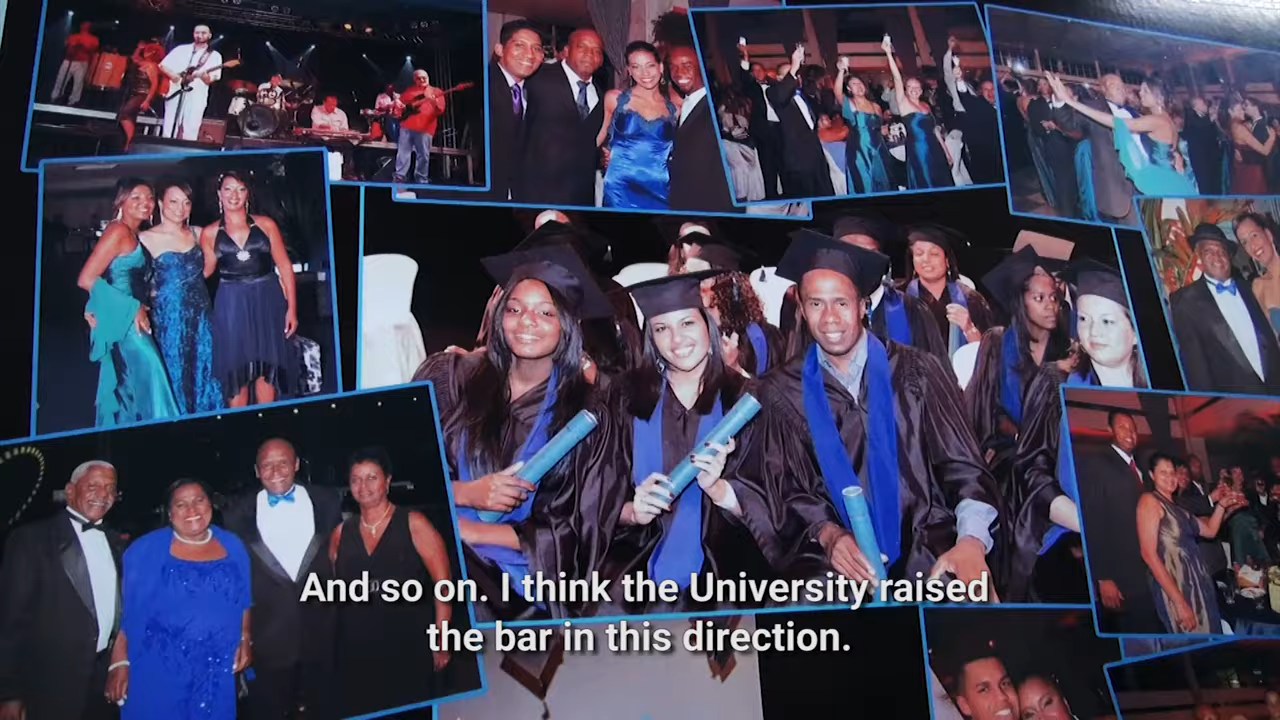 And so on. I think the University raised
the bar in this direction.